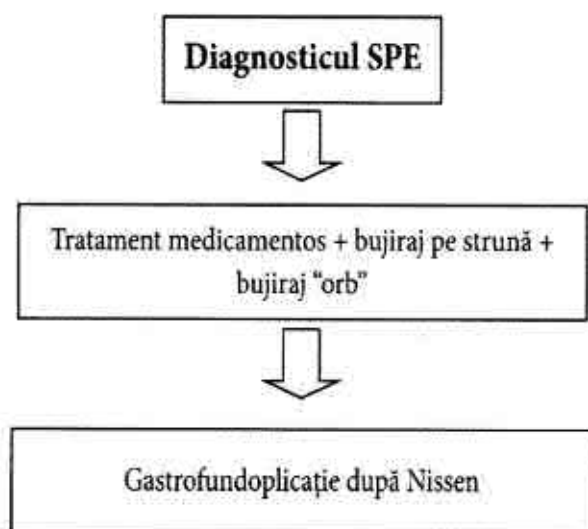 Diagnosticul SPE
Tratament medicamentos + bujiraj pe strună +
bujiraj “orb”
Gastrofundoplicație după Nissen